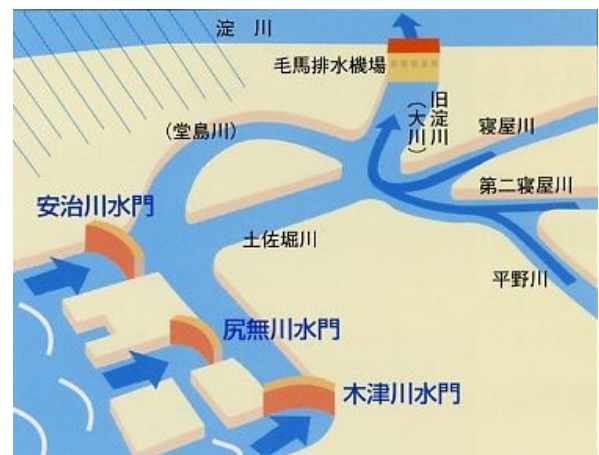 淀川
毛馬排水機場
旧淀川
（大川）
（堂島川）
寝屋川
第二寝屋川
安治川水門
土佐堀川
平野川
尻無川水門
木津川水門